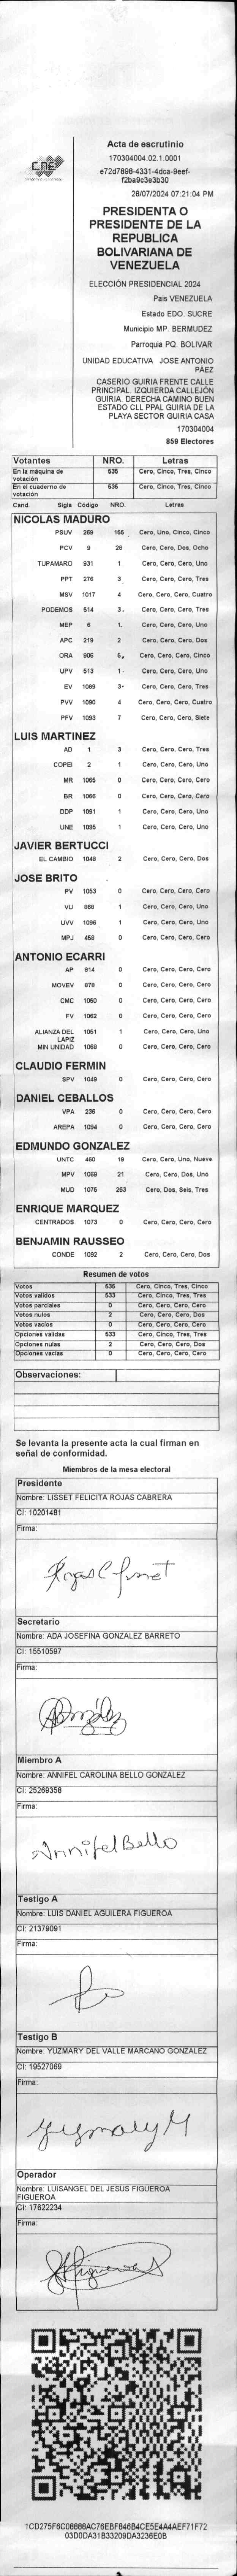 CNE
Acta de escrutinio
170304004.02.1.0001
e72d7898-4331-4dca-9eef-
f2ba9c3e3b30
28/07/2024 07:21:04 PM
PRESIDENTA O
PRESIDENTE DE LA
REPUBLICA
BOLIVARIANA DE
VENEZUELA
ELECCIÓN PRESIDENCIAL 2024
Pais VENEZUELA
Estado EDO. SUCRE
Municipio MP. BERMUDEZ
Parroquia PQ. BOLIVAR
UNIDAD EDUCATIVA JOSE ANTONIO
PÁEZ
CASERIO GUIRIA FRENTE CALLE
PRINCIPAL IZQUIERDA CALLEJÓN
GUIRIA. DERECHA CAMINO BUEN
ESTADO CLL PPAL GUIRIA DE LA
PLAYA SECTOR GUIRIA CASA
170304004
859 Electores
Votantes NRO. Letras
En la máquina de votación 535 Cero, Cinco, Tres, Cinco
En el cuaderno de votación 535 Cero, Cinco, Tres, Cinco
Cand. Sigla Código NRO. Letras
NICOLAS MADURO
PSUV 269 155 Cero, Uno, Cinco, Cinco
PCV 9 28 Cero, Cero, Dos, Ocho
TUPAMARO 931 1 Cero, Cero, Cero, Uno
PPT 276 3 Cero, Cero, Cero, Tres
MSV 1017 4 Cero, Cero, Cero, Cuatro
PODEMOS 514 3 Cero, Cero, Cero, Tres
MEP 6 1 Cero, Cero, Cero, Uno
APC 219 2 Cero, Cero, Cero, Dos
ORA 906 5 Cero, Cero, Cero, Cinco
UPV 513 1 Cero, Cero, Cero, Uno
EV 1089 3 Cero, Cero, Cero, Tres
PVV 1090 4 Cero, Cero, Cero, Cuatro
PFV 1093 7 Cero, Cero, Cero, Siete
LUIS MARTINEZ
AD 1 3 Cero, Cero, Cero, Tres
COPEI 2 1 Cero, Cero, Cero, Uno
MR 1065 0 Cero, Cero, Cero, Cero
BR 1066 0 Cero, Cero, Cero, Cero
DDP 1091 1 Cero, Cero, Cero, Uno
UNE 1095 1 Cero, Cero, Cero, Uno
JAVIER BERTUCCI
EL CAMBIO 1048 2 Cero, Cero, Cero, Dos
JOSE BRITO
PV 1053 0 Cero, Cero, Cero, Cero
VU 868 1 Cero, Cero, Cero, Uno
UVV 1096 1 Cero, Cero, Cero, Uno
MPJ 458 0 Cero, Cero, Cero, Cero
ANTONIO ECARRI
AP 814 0 Cero, Cero, Cero, Cero
MOVEV 878 0 Cero, Cero, Cero, Cero
CMC 1050 0 Cero, Cero, Cero, Cero
FV 1062 0 Cero, Cero, Cero, Cero
ALIANZA DEL LÁPIZ 1051 1 Cero, Cero, Cero, Uno
MIN UNIDAD 1068 0 Cero, Cero, Cero, Cero
CLAUDIO FERMIN
SPV 1049 0 Cero, Cero, Cero, Cero
DANIEL CEBALLOS
VPA 236 0 Cero, Cero, Cero, Cero
AREPA 1094 0 Cero, Cero, Cero, Cero
EDMUNDO GONZALEZ
UNTC 460 19 Cero, Cero, Uno, Nueve
MPV 1069 21 Cero, Cero, Dos, Uno
MUD 1075 263 Cero, Dos, Seis, Tres
ENRIQUE MARQUEZ
CENTRADOS 1073 0 Cero, Cero, Cero, Cero
BENJAMIN RAUSSEO
CONDE 1092 2 Cero, Cero, Cero, Dos
Resumen de votos
Votos 535 Cero, Cinco, Tres, Cinco
Votos validos 533 Cero, Cinco, Tres, Tres
Votos parciales 0 Cero, Cero, Cero, Cero
Votos nulos 2 Cero, Cero, Cero, Dos
Votos vacios 0 Cero, Cero, Cero, Cero
Opciones validas 533 Cero, Cinco, Tres, Tres
Opciones nulas 2 Cero, Cero, Cero, Dos
Opciones vacias 0 Cero, Cero, Cero, Cero
Observaciones:
Se levanta la presente acta la cual firman en
señal de conformidad.
Miembros de la mesa electoral
Presidente
Nombre: LISSET FELICITA ROJAS CABRERA
CI: 10201481
Firma:
Secretario
Nombre: ADA JOSEFINA GONZALEZ BARRETO
CI: 15510597
Firma:
Miembro A
Nombre: ANNIFEL CAROLINA BELLO GONZALEZ
CI: 25269358
Firma:
Annifel Bello
Testigo A
Nombre: LUIS DANIEL AGUILERA FIGUEROA
CI: 21379091
Firma:
Testigo B
Nombre: YUZMARY DEL VALLE MARCANO GONZALEZ
CI: 19527069
Firma:
Operador
Nombre: LUISANGEL DEL JESUS FIGUEROA
FIGUEROA
CI: 17622234
Firma:
1CD275F6C08888AC76EBF846B4CE5E4A4AEF71F72
03D0DA31B33209DA3236E0B